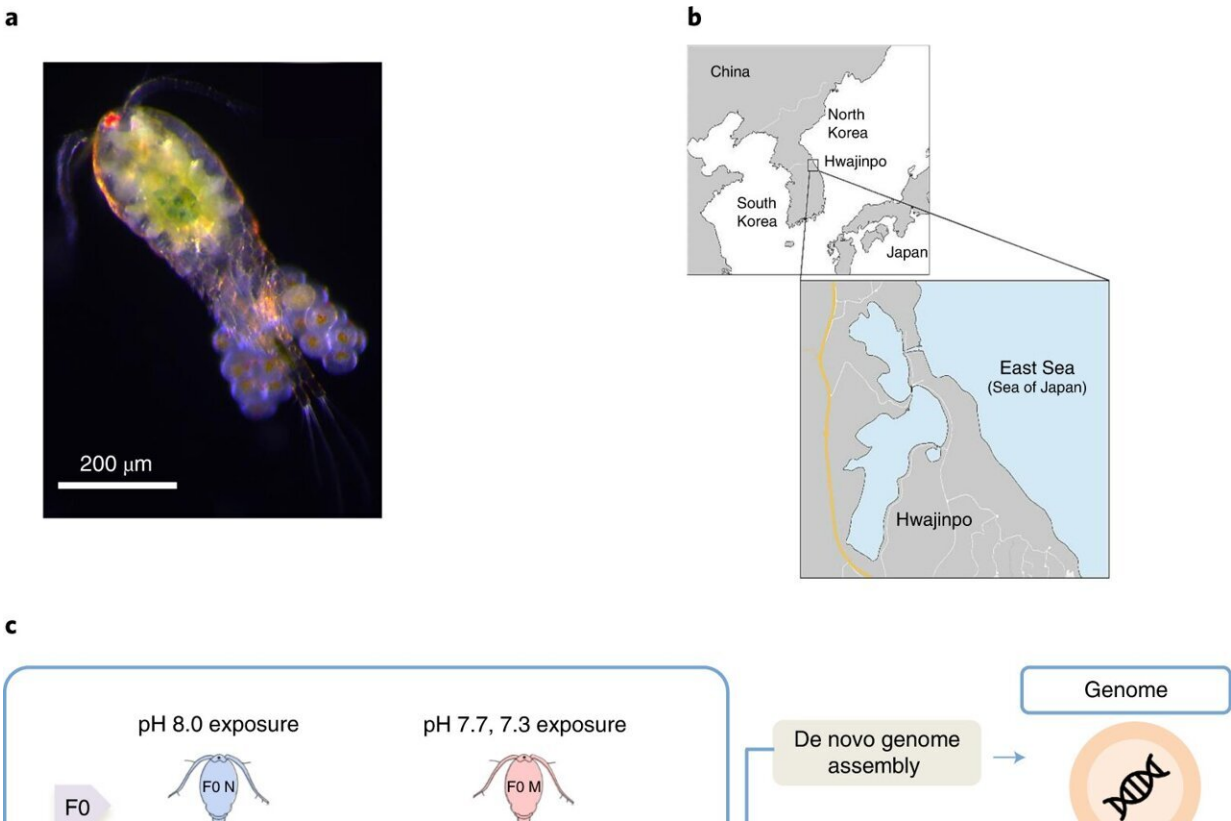 a
200 μm
b
China
North
Korea
Hwajinpo
South
Korea
Japan
East Sea
(Sea of Japan)
Hwajinpo
c
pH 8.0 exposure
pH 7.7, 7.3 exposure
F0
F0 N
F0 M
De novo genome
assembly
Genome